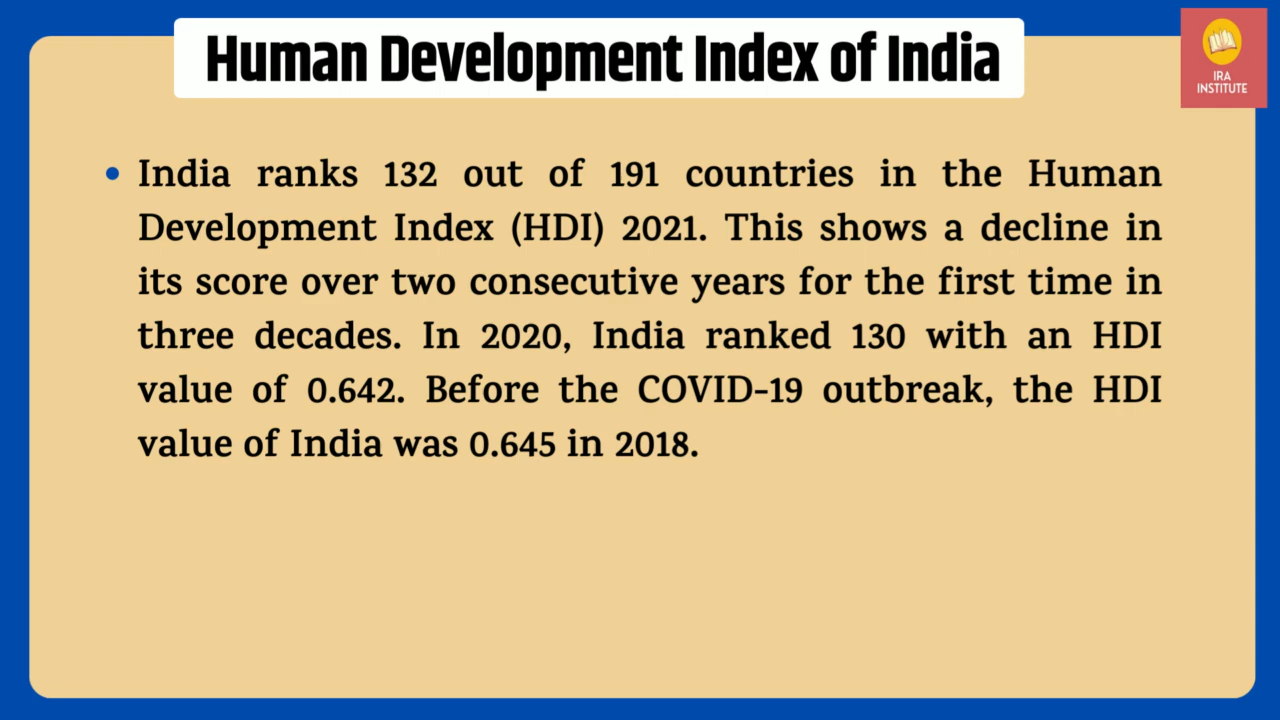 Human Development Index of India
IRA
INSTITUTE
• India ranks 132 out of 191 countries in the Human
Development Index (HDI) 2021. This shows a decline in
its score over two consecutive years for the first time in
three decades. In 2020, India ranked 130 with an HDI
value of 0.642. Before the COVID-19 outbreak, the HDI
value of India was 0.645 in 2018.